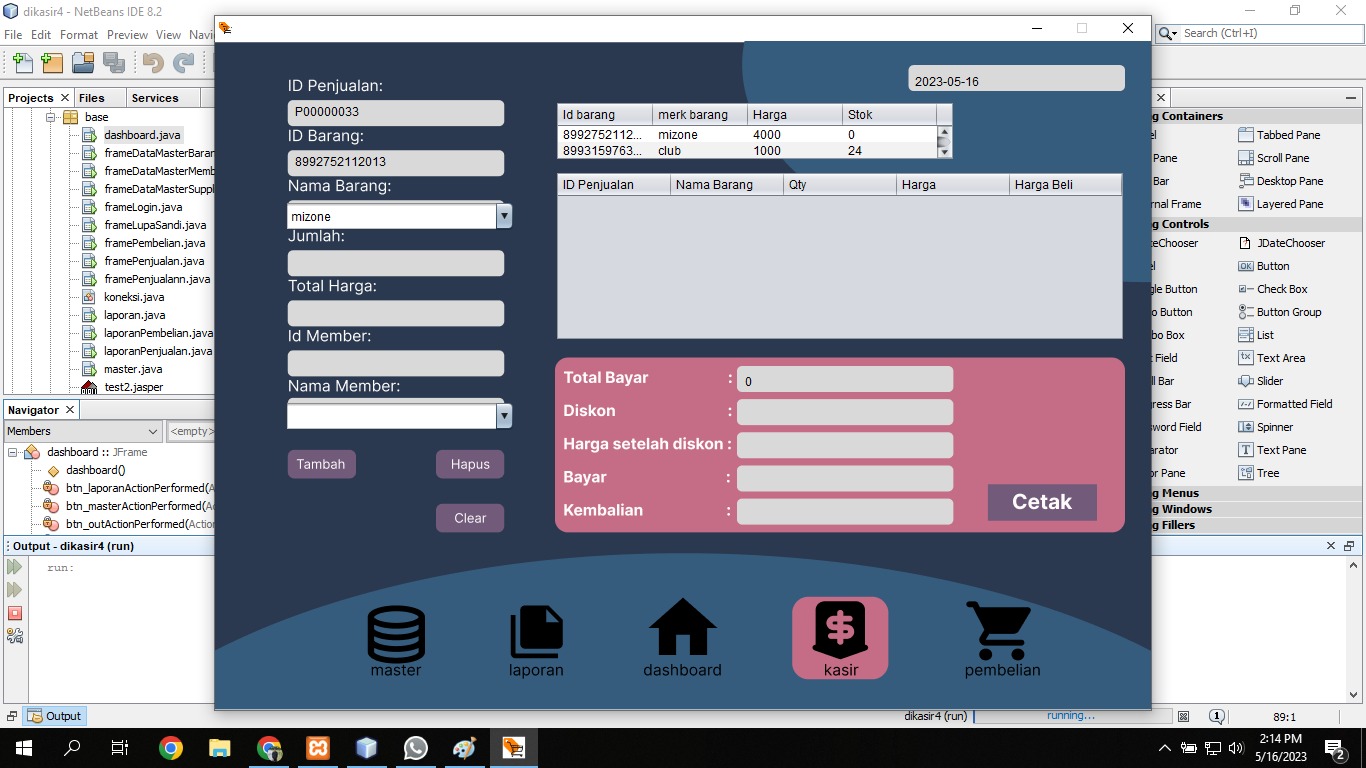 dikasir4 - NetBeans IDE 8.2
File Edit Format Preview View Navi
Search (Ctrl+I)
Projects Files Services
base
dashboard.java
frameDataMasterBaran
frameDataMasterMemb
frameDataMasterSuppl
frameLogin.java
frameLupaSandi.java
framePembelian.java
framePenjualan.java
framePenjualann.java
koneksi.java
laporan.java
laporanPembelian.java
laporanPenjualan.java
master.java
test2.jasper
Navigator
Members <empty>
dashboard :: JFrame
dashboard()
btn_laporanActionPerformed(A
btn_masterActionPerformed(A
btn_outActionPerformed(Action
Output - dikasir4 (run)
run:
ID Penjualan:
P00000033
ID Barang:
8992752112013
Nama Barang:
mizone
Jumlah:
Total Harga:
Id Member:
Nama Member:
Tambah Hapus
Clear
2023-05-16
Id barang merk barang Harga Stok
8992752112... mizone 4000 0
8993159763... club 1000 24
ID Penjualan Nama Barang Qty Harga Harga Beli
Total Bayar : 0
Diskon :
Harga setelah diskon :
Bayar :
Kembalian :
Cetak
master laporan dashboard kasir pembelian
g Containers
el Tabbed Pane
Pane Scroll Pane
Bar Desktop Pane
rnal Frame Layered Pane
g Controls
teChooser JDateChooser
el Button
gle Button Check Box
o Button Button Group
bo Box List
t Field Text Area
ll Bar Slider
gress Bar Formatted Field
sword Field Spinner
arator Text Pane
or Pane Tree
g Menus
g Windows
g Fillers
Output
dikasir4 (run) running... 1 89:1
2:14 PM
5/16/2023
2